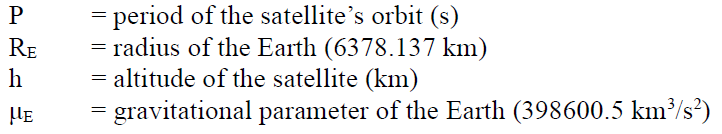 P = period of the satellite’s orbit (s)
RE = radius of the Earth (6378.137 km)
h = altitude of the satellite (km)
μE = gravitational parameter of the Earth (398600.5 km³/s²)